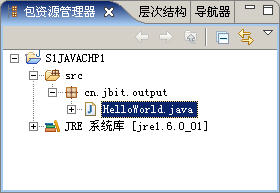 包资源管理器 层次结构 导航器
S1JAVACHP1
src
cn.jbit.output
HelloWorld.java
JRE 系统库 [jre1.6.0_01]